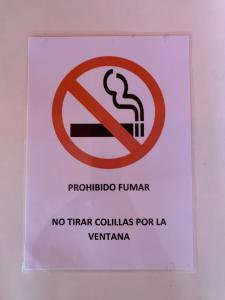 PROHIBIDO FUMAR
NO TIRAR COLILLAS POR LA
VENTANA